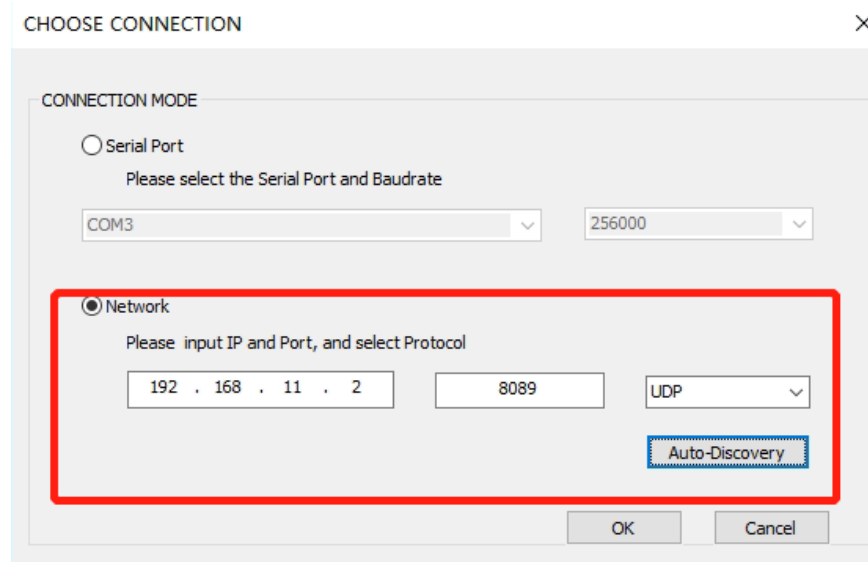 CHOOSE CONNECTION
CONNECTION MODE
Serial Port
Please select the Serial Port and Baudrate
COM3 256000
Network
Please input IP and Port, and select Protocol
192 . 168 . 11 . 2 8089 UDP
Auto-Discovery
OK Cancel